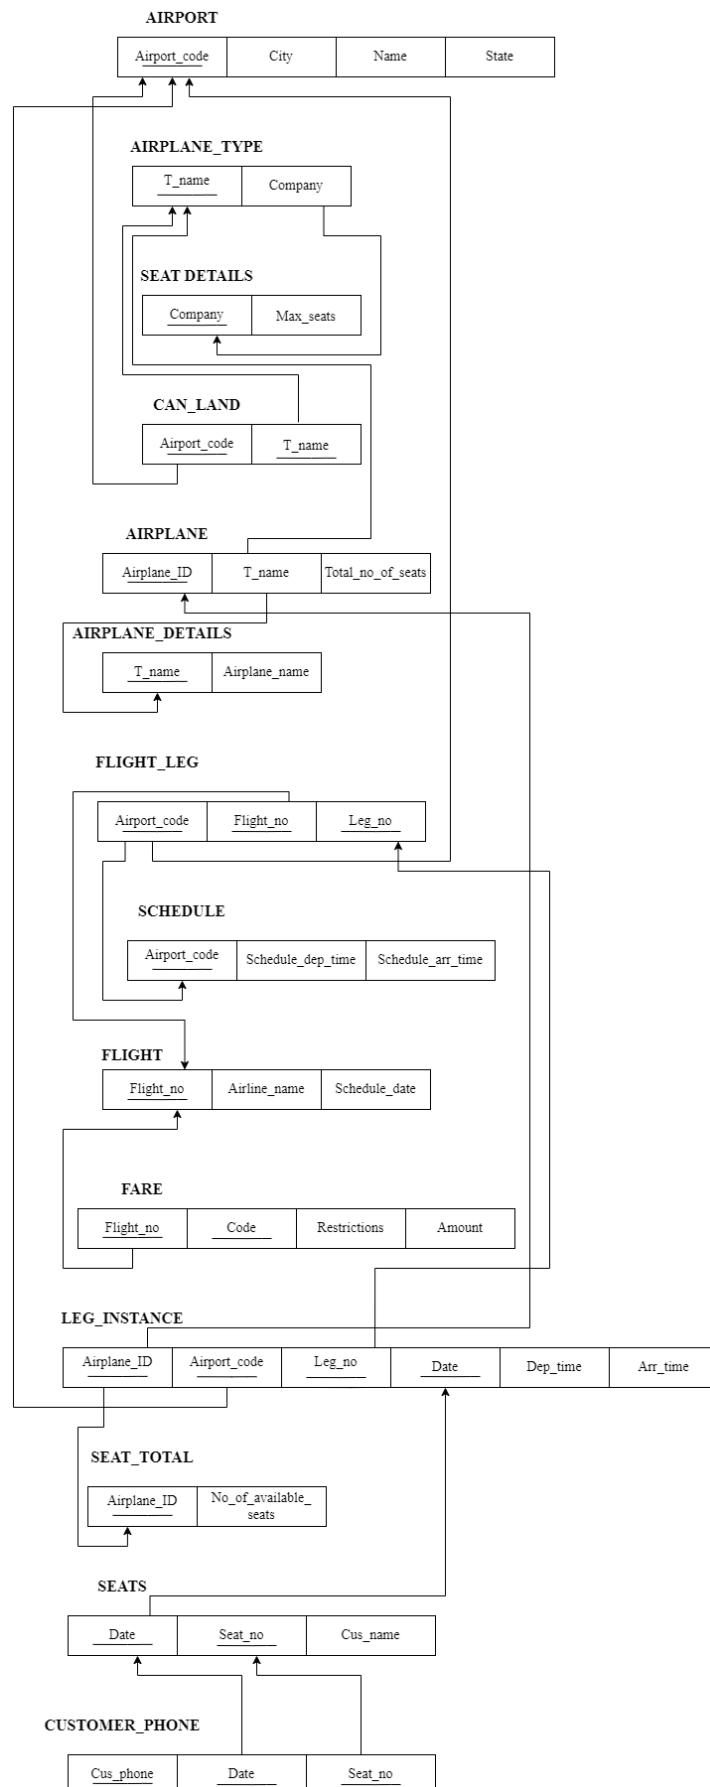 AIRPORT
Airport_code City Name State
AIRPLANE_TYPE
T_name Company
SEAT DETAILS
Company Max_seats
CAN_LAND
Airport_code T_name
AIRPLANE
Airplane_ID T_name Total_no_of_seats
AIRPLANE_DETAILS
T_name Airplane_name
FLIGHT_LEG
Airport_code Flight_no Leg_no
SCHEDULE
Airport_code Schedule_dep_time Schedule_arr_time
FLIGHT
Flight_no Airline_name Schedule_date
FARE
Flight_no Code Restrictions Amount
LEG_INSTANCE
Airplane_ID Airport_code Leg_no Date Dep_time Arr_time
SEAT_TOTAL
Airplane_ID No_of_available_
seats
SEATS
Date Seat_no Cus_name
CUSTOMER_PHONE
Cus_phone Date Seat_no